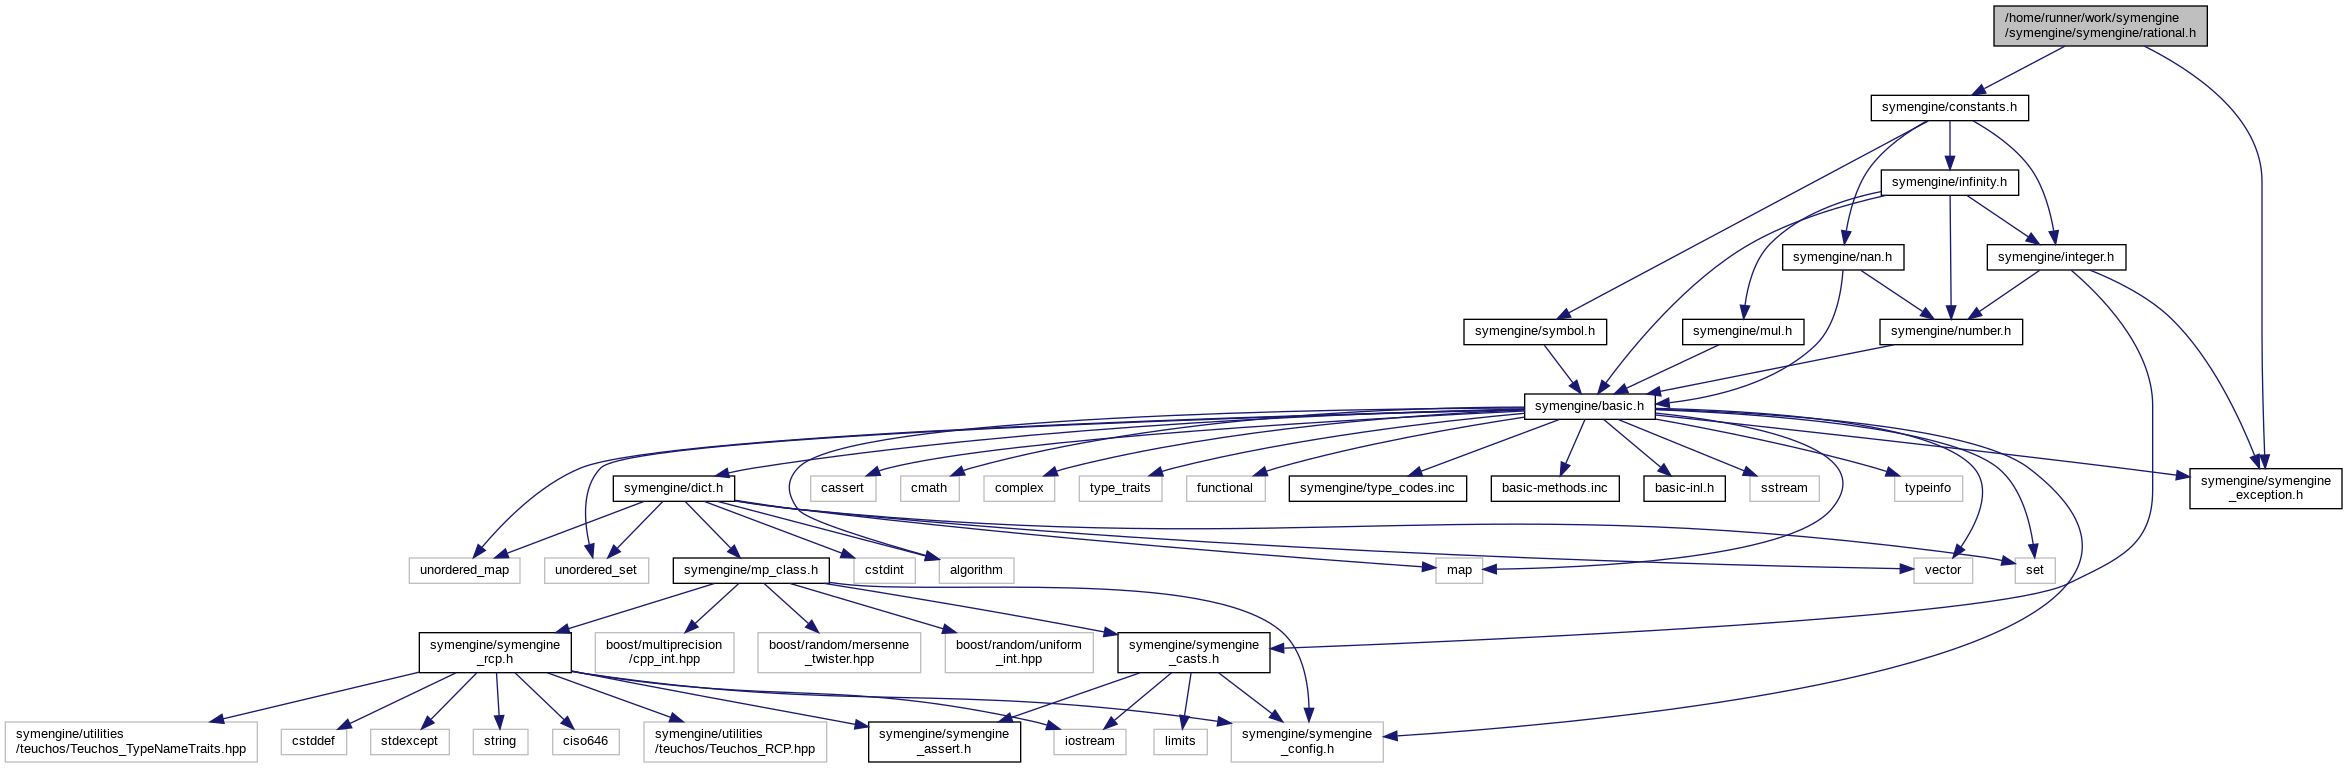 /home/runner/work/symengine
/symengine/symengine/rational.h
symengine/constants.h
symengine/infinity.h
symengine/nan.h
symengine/integer.h
symengine/symbol.h
symengine/mul.h
symengine/number.h
symengine/basic.h
symengine/dict.h
cassert
cmath
complex
type_traits
functional
symengine/type_codes.inc
basic-methods.inc
basic-inl.h
sstream
typeinfo
symengine/symengine
_exception.h
unordered_map
unordered_set
symengine/mp_class.h
cstdint
algorithm
map
vector
set
symengine/symengine
_rcp.h
boost/multiprecision
/cpp_int.hpp
boost/random/mersenne
_twister.hpp
boost/random/uniform
_int.hpp
symengine/symengine
_casts.h
symengine/utilities
/teuchos/Teuchos_TypeNameTraits.hpp
cstddef
stdexcept
string
ciso646
symengine/utilities
/teuchos/Teuchos_RCP.hpp
symengine/symengine
_assert.h
iostream
limits
symengine/symengine
_config.h